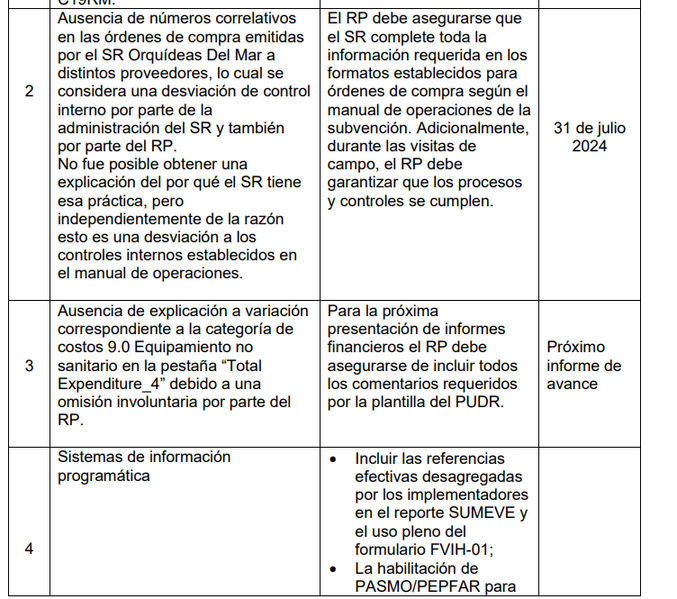 C19RM.
2
Ausencia de números correlativos
en las órdenes de compra emitidas
por el SR Orquídeas Del Mar a
distintos proveedores, lo cual se
considera una desviación de control
interno por parte de la
administración del SR y también
por parte del RP.
No fue posible obtener una
explicación del por qué el SR tiene
esa práctica, pero
independientemente de la razón
esto es una desviación a los
controles internos establecidos en
el manual de operaciones.
El RP debe asegurarse que
el SR complete toda la
información requerida en los
formatos establecidos para
órdenes de compra según el
manual de operaciones de la
subvención. Adicionalmente,
durante las visitas de
campo, el RP debe
garantizar que los procesos
y controles se cumplen.
31 de julio
2024
3
Ausencia de explicación a variación
correspondiente a la categoría de
costos 9.0 Equipamiento no
sanitario en la pestaña “Total
Expenditure_4” debido a una
omisión involuntaria por parte del
RP.
Para la próxima
presentación de informes
financieros el RP debe
asegurarse de incluir todos
los comentarios requeridos
por la plantilla del PUDR.
Próximo
informe de
avance
4
Sistemas de información
programática
• Incluir las referencias
efectivas desagregadas
por los implementadores
en el reporte SUMEVE y
el uso pleno del
formulario FVIH-01;
• La habilitación de
PASMO/PEPFAR para